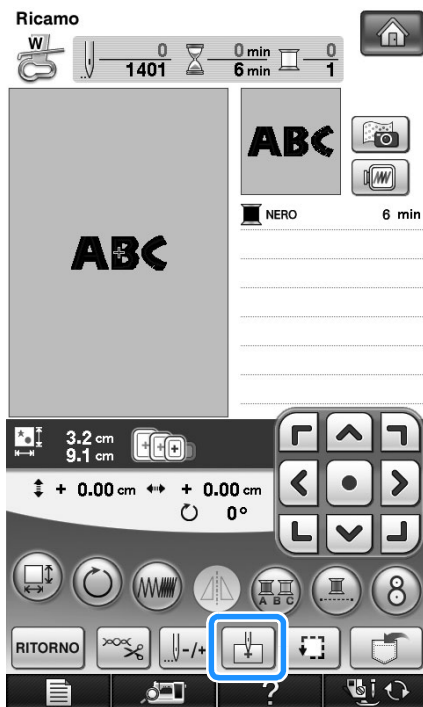 Ricamo
W
0 0 min 0
1401 6 min 1
ABC ABC
NERO 6 min
3.2 cm
9.1 cm
+ 0.00 cm + 0.00 cm
0°
A B C
8
RITORNO -/+
?